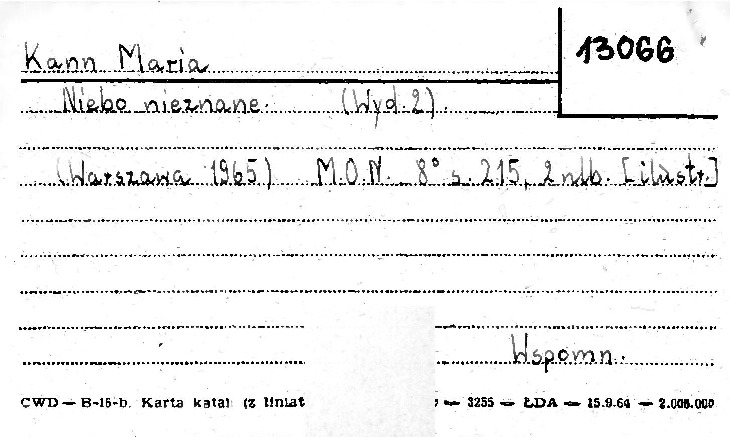 Kann Maria
13066
Niebo nieznane. (Wyd. 2).
(Warszawa 1965) M.O.N. 8° s. 215, 2 nlb. [ilustr.]
Wspomn.
CWD — B-16-b. Karta katal (z liniat — 3255 — ŁDA — 15.9.64 — 2.000.000